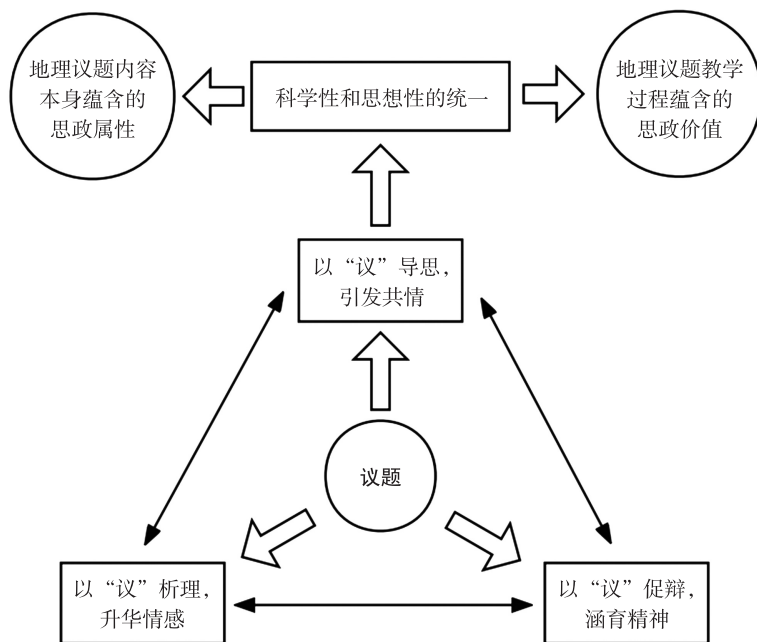 地理议题内容
本身蕴含的
思政属性
科学性和思想性的统一
地理议题教学
过程蕴含的
思政价值
以“议”导思，
引发共情
议题
以“议”析理，
升华情感
以“议”促辩，
涵育精神